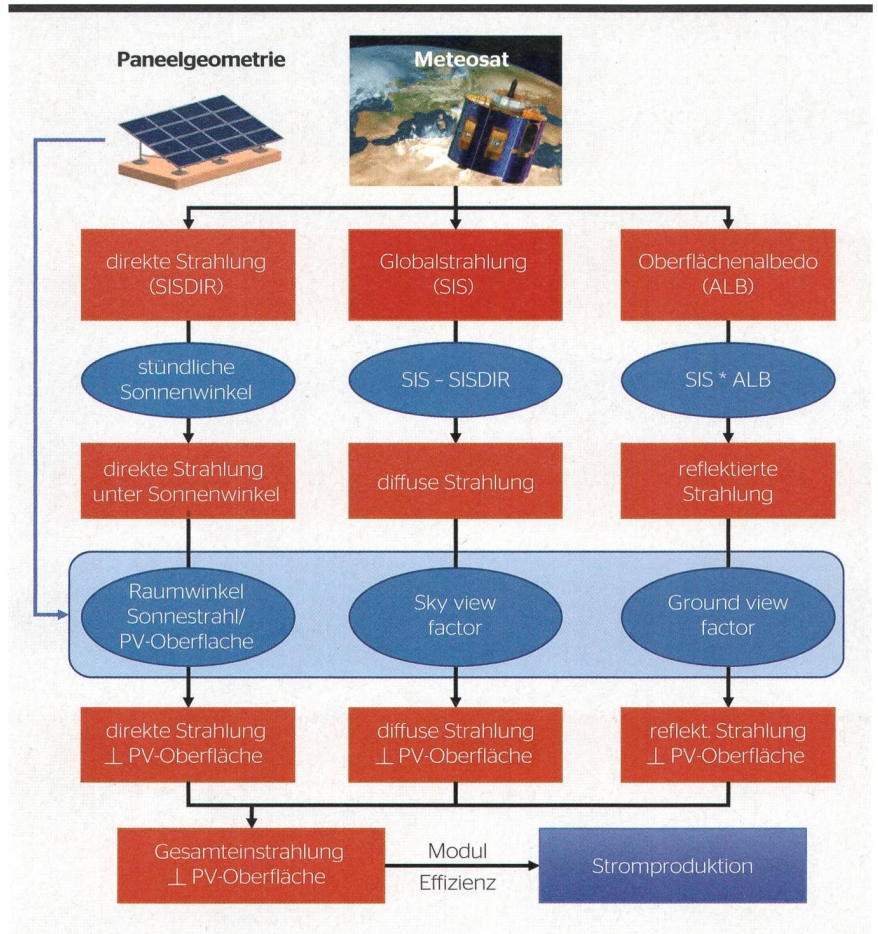 Paneelgeometrie
Meteosat
direkte Strahlung
(SISDIR)
Globalstrahlung
(SIS)
Oberflächenalbedo
(ALB)
stündliche
Sonnenwinkel
SIS – SISDIR
SIS * ALB
direkte Strahlung
unter Sonnenwinkel
diffuse Strahlung
reflektierte
Strahlung
Raumwinkel
Sonnestrahl/
PV-Oberflache
Sky view
factor
Ground view
factor
direkte Strahlung
⊥ PV-Oberfläche
diffuse Strahlung
⊥ PV-Oberfläche
reflekt. Strahlung
⊥ PV-Oberfläche
Gesamteinstrahlung
⊥ PV-Oberfläche
Modul
Effizienz
Stromproduktion